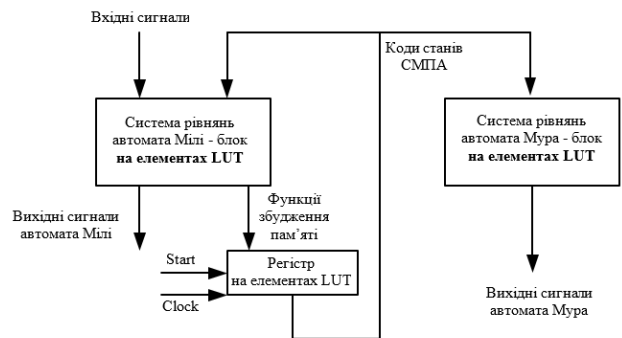 Вхідні сигнали
Коди станів
СМПА
Система рівнянь
автомата Мілі - блок
на елементах LUT
Система рівнянь
автомата Мура - блок
на елементах LUT
Вихідні сигнали
автомата Мілі
Функції
збудження
пам’яті
Start
Clock
Регістр
на елементах LUT
Вихідні сигнали
автомата Мура